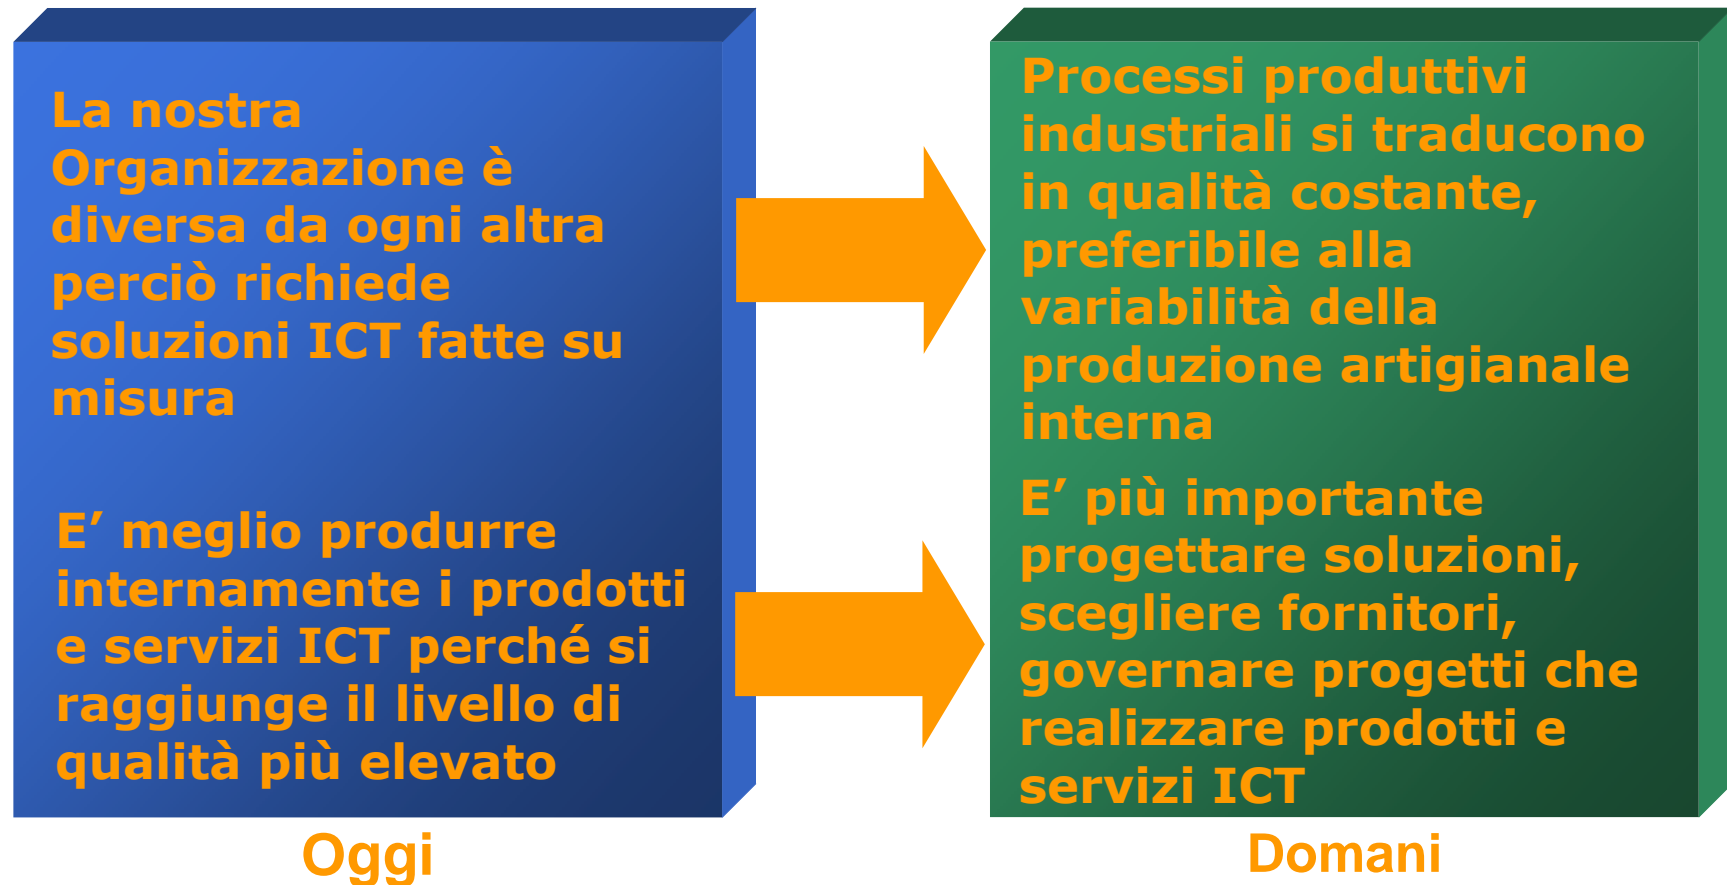 La nostra
Organizzazione è
diversa da ogni altra
perciò richiede
soluzioni ICT fatte su
misura
E’ meglio produrre
internamente i prodotti
e servizi ICT perché si
raggiunge il livello di
qualità più elevato
Oggi
Processi produttivi
industriali si traducono
in qualità costante,
preferibile alla
variabilità della
produzione artigianale
interna
E’ più importante
progettare soluzioni,
scegliere fornitori,
governare progetti che
realizzare prodotti e
servizi ICT
Domani